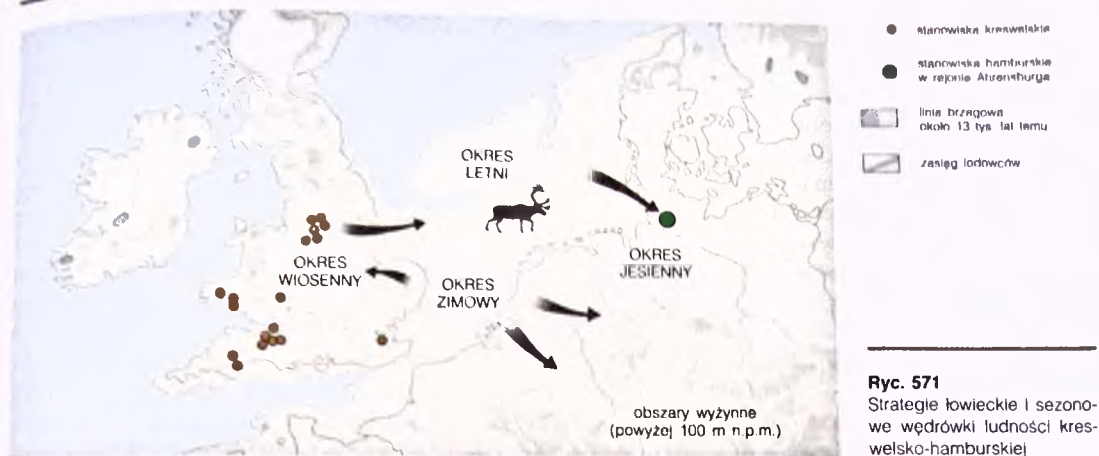 OKRES
LETNI
OKRES
WIOSENNY
OKRES
ZIMOWY
OKRES
JESIENNY
obszary wyżynne
(powyżej 100 m n.p.m.)
stanowiska kreswelskie
stanowiska hamburskie
w rejonie Ahrensburga
linia brzegowa
około 13 tys. lat temu
zasięg lodowców
Ryc. 571
Strategie łowieckie i sezono-
we wędrówki ludności kres-
welsko-hamburskiej